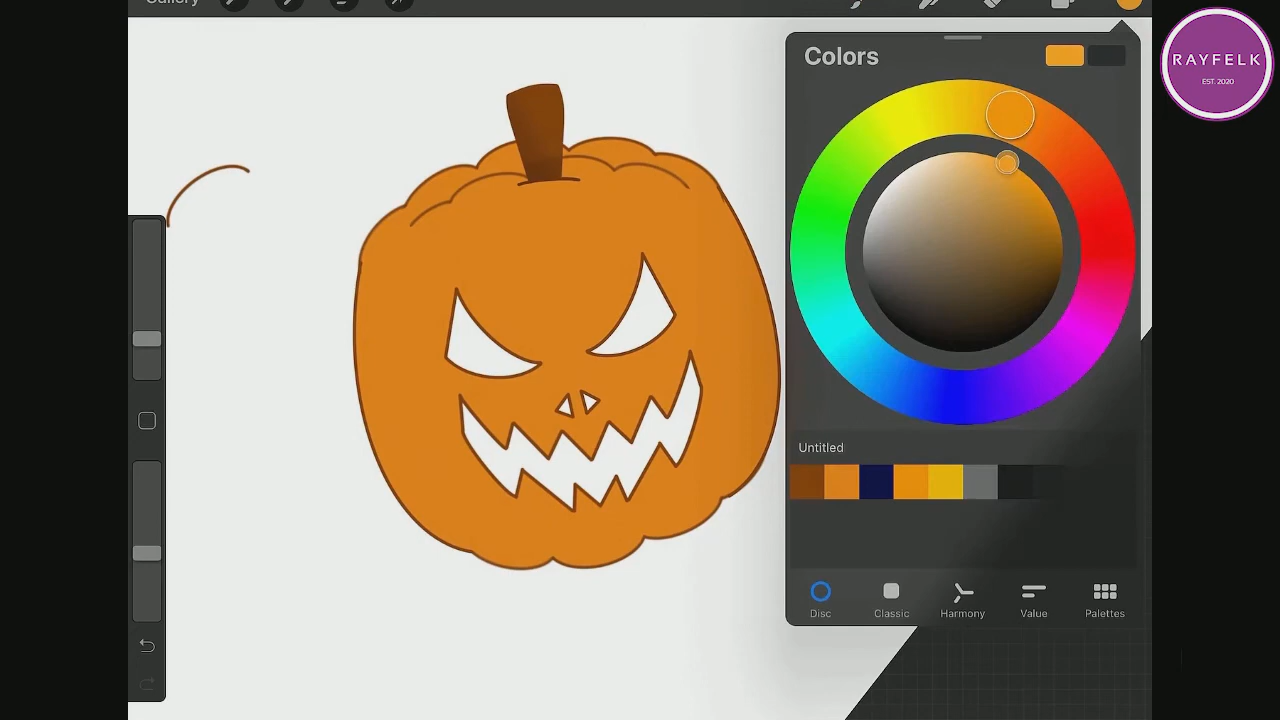 Gallery
Colors
RAYFELK
EST. 2020
Untitled
Disc
Classic
Harmony
Value
Palettes